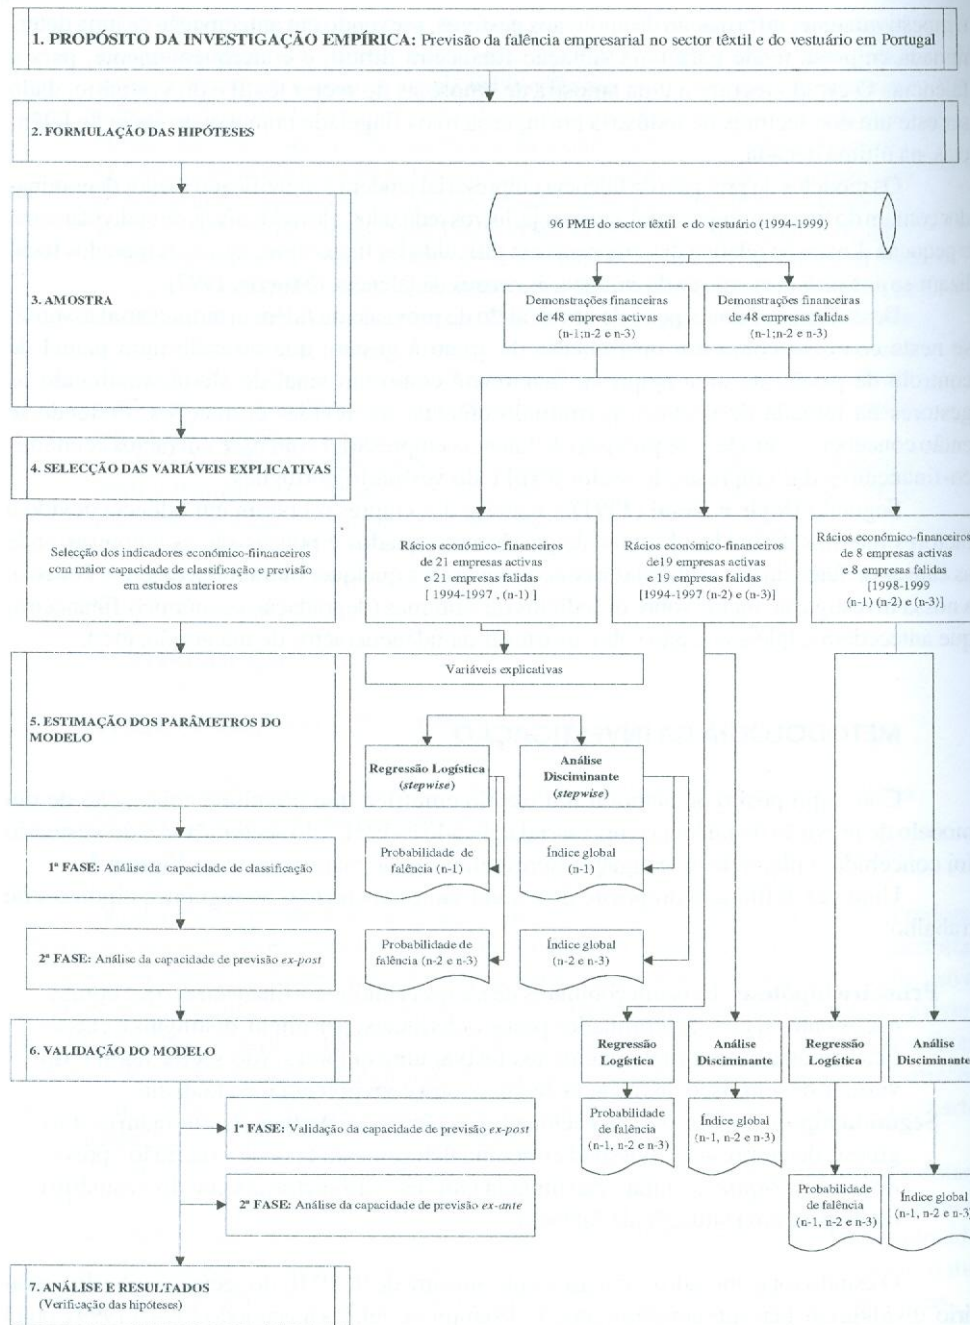 1. PROPÓSITO DA INVESTIGAÇÃO EMPÍRICA: Previsão da falência empresarial no sector têxtil e do vestuário em Portugal
2. FORMULAÇÃO DAS HIPÓTESES
3. AMOSTRA
96 PME do sector têxtil e do vestuário (1994-1999)
Demonstrações financeiras
de 48 empresas activas
(n-1;n-2 e n-3)
Demonstrações financeiras
de 48 empresas falidas
(n-1;n-2 e n-3)
4. SELECÇÃO DAS VARIÁVEIS EXPLICATIVAS
Selecção dos indicadores económico-fiinanceiros
com maior capacidade de classificação e previsão
em estudos anteriores
Rácios económico- financeiros
de 21 empresas activas
e 21 empresas falidas
[ 1994-1997 , (n-1) ]
Rácios económico-financeiros
de19 empresas activas
e 19 empresas falidas
[1994-1997 (n-2) e (n-3)]
Rácios económico-financeiros
de 8 empresas activas
e 8 empresas falidas
[1998-1999
(n-1) (n-2) e (n-3)]
Variáveis explicativas
5. ESTIMAÇÃO DOS PARÂMETROS DO
MODELO
Regressão Logística
(stepwise)
Análise
Disciminante
(stepwise)
1ª FASE: Análise da capacidade de classificação
Probabilidade de
falência (n-1)
Índice global
(n-1)
2ª FASE: Análise da capacidade de previsão ex-post
Probabilidade de
falência (n-2 e n-3)
Índice global
(n-2 e n-3)
6. VALIDAÇÃO DO MODELO
Regressão
Logística
Análise
Disciminante
Regressão
Logística
Análise
Disciminante
1ª FASE: Validação da capacidade de previsão ex-post
Probabilidade
de falência
(n-1, n-2 e n-3)
Índice global
(n-1, n-2 e n-3)
2ª FASE: Análise da capacidade de previsão ex-ante
Probabilidade
de falência
(n-1, n-2 e n-3)
Índice global
(n-1, n-2 e n-3)
7. ANÁLISE E RESULTADOS
(Verificação das hipóteses)